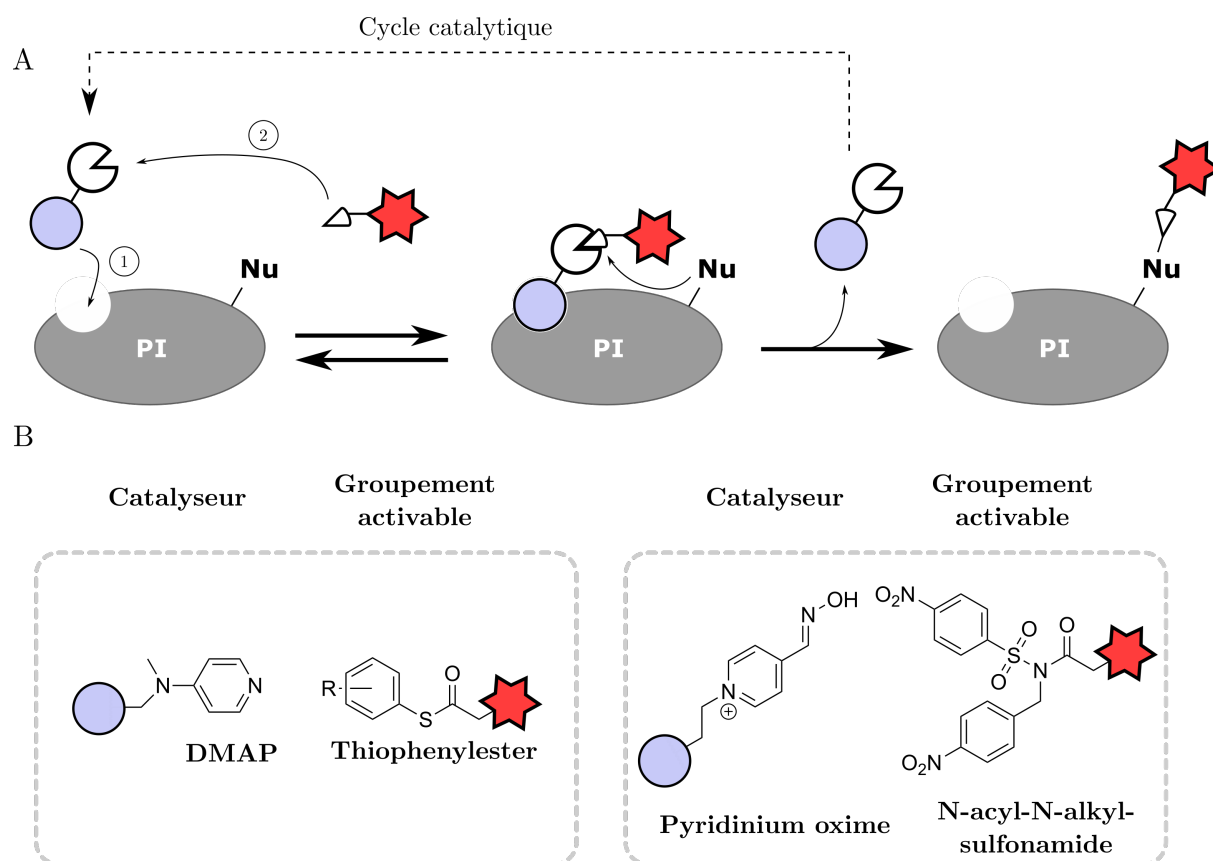 Cycle catalytique
A
2
1
Nu
Nu
Nu
PI
PI
PI
B
Catalyseur
Groupement
activable
Catalyseur
Groupement
activable
N
N
DMAP
R
O
S
Thiophenylester
OH
N
N
+
Pyridinium oxime
O₂N
O
O
S
O
N
O₂N
N-acyl-N-alkyl-
sulfonamide